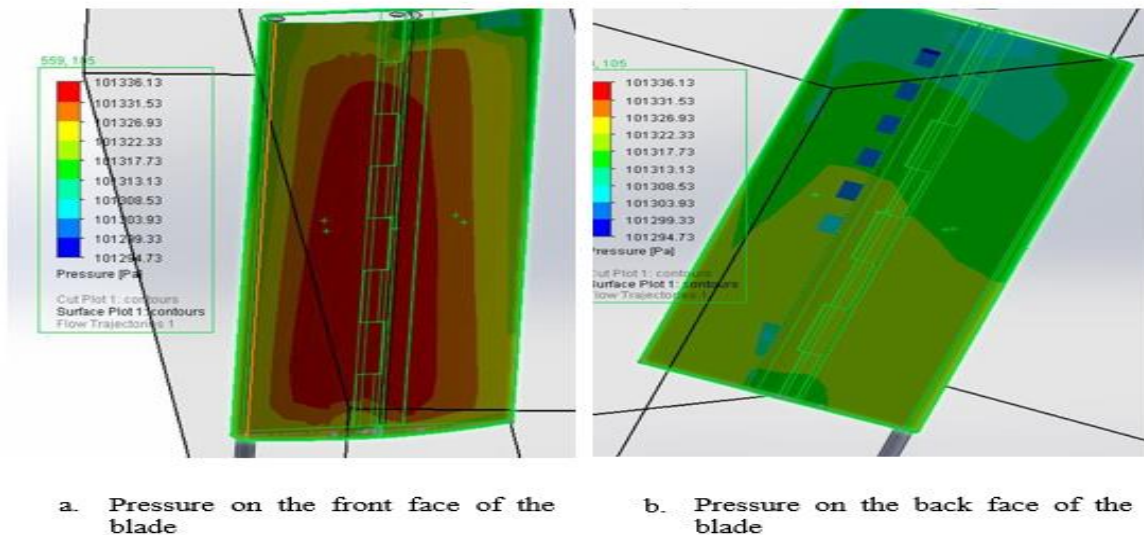 559, 105
101336.13
101331.53
101326.93
101322.33
101317.73
101313.13
101308.53
101303.93
101299.33
101294.73
Pressure [Pa]
Cut Plot 1: contours
Surface Plot 1: contours
Flow Trajectories 1
, 105
101336.13
101331.53
101326.93
101322.33
101317.73
101313.13
101308.53
101303.93
101299.33
101294.73
Pressure [Pa]
Cut Plot 1: contours
Surface Plot 1: contours
Flow Trajectories 1
a. Pressure on the front face of the
blade
b. Pressure on the back face of the
blade